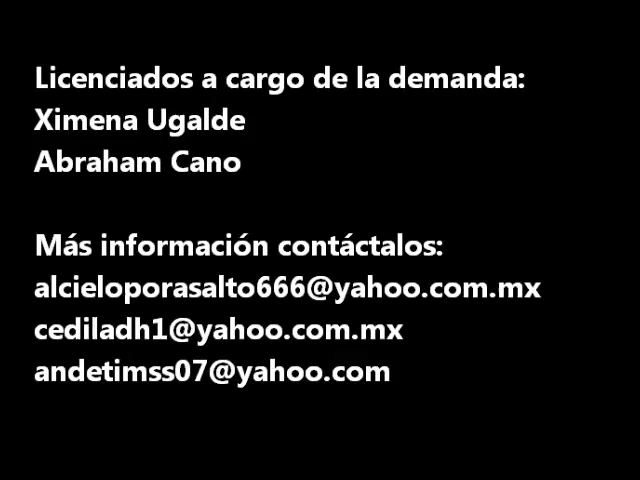 Licenciados a cargo de la demanda:
Ximena Ugalde
Abraham Cano
Más información contáctalos:
alcieloporasalto666@yahoo.com.mx
cediladh1@yahoo.com.mx
andetimss07@yahoo.com